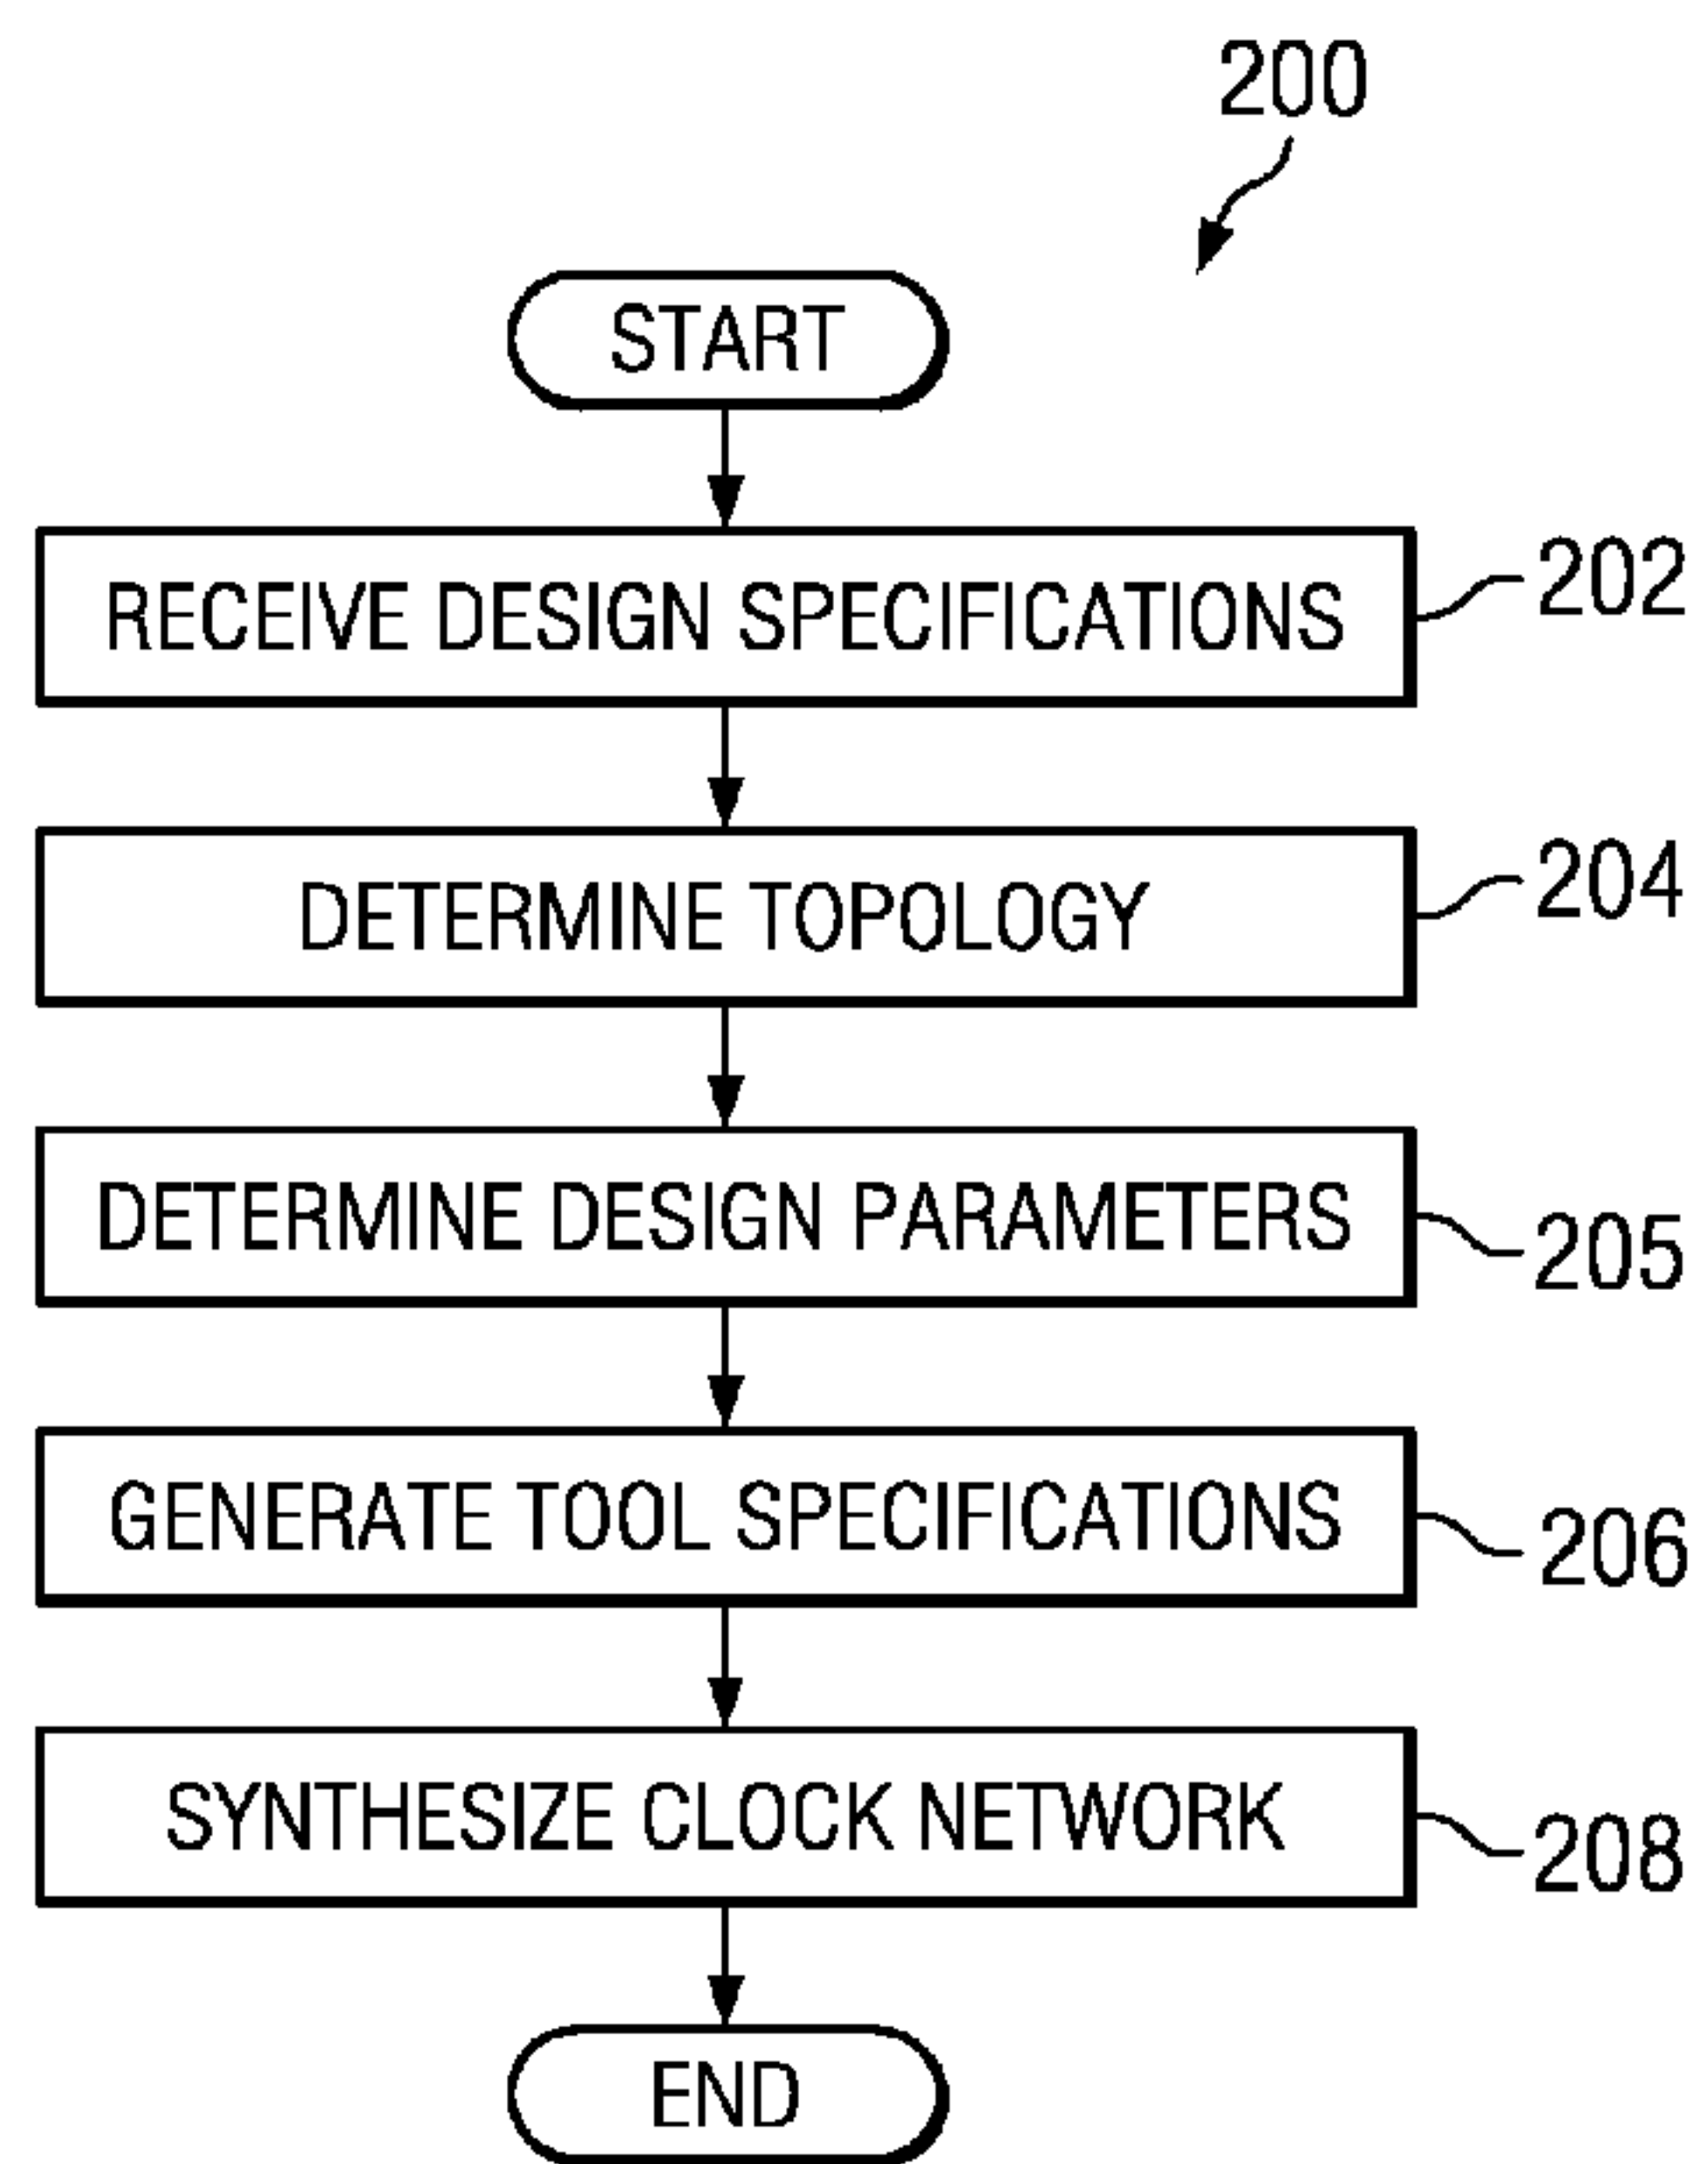 200
START
RECEIVE DESIGN SPECIFICATIONS
202
DETERMINE TOPOLOGY
204
DETERMINE DESIGN PARAMETERS
205
GENERATE TOOL SPECIFICATIONS
206
SYNTHESIZE CLOCK NETWORK
208
END